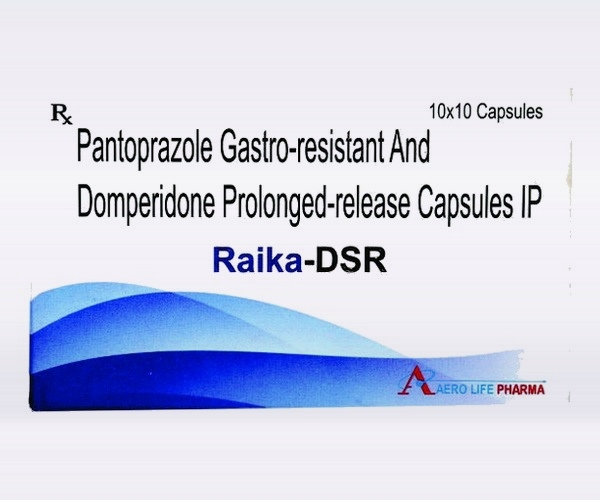 Rx
10x10 Capsules
Pantoprazole Gastro-resistant And
Domperidone Prolonged-release Capsules IP
Raika-DSR
AERO LIFE PHARMA